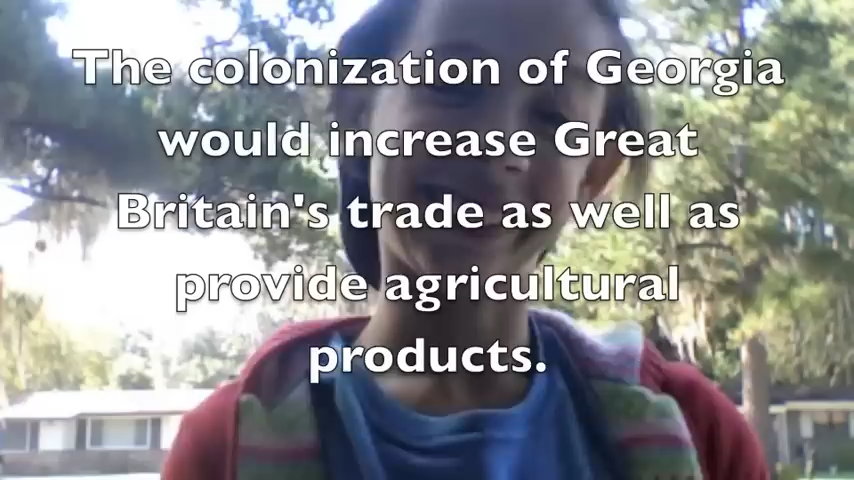 The colonization of Georgia
would increase Great
Britain's trade as well as
provide agricultural
products.